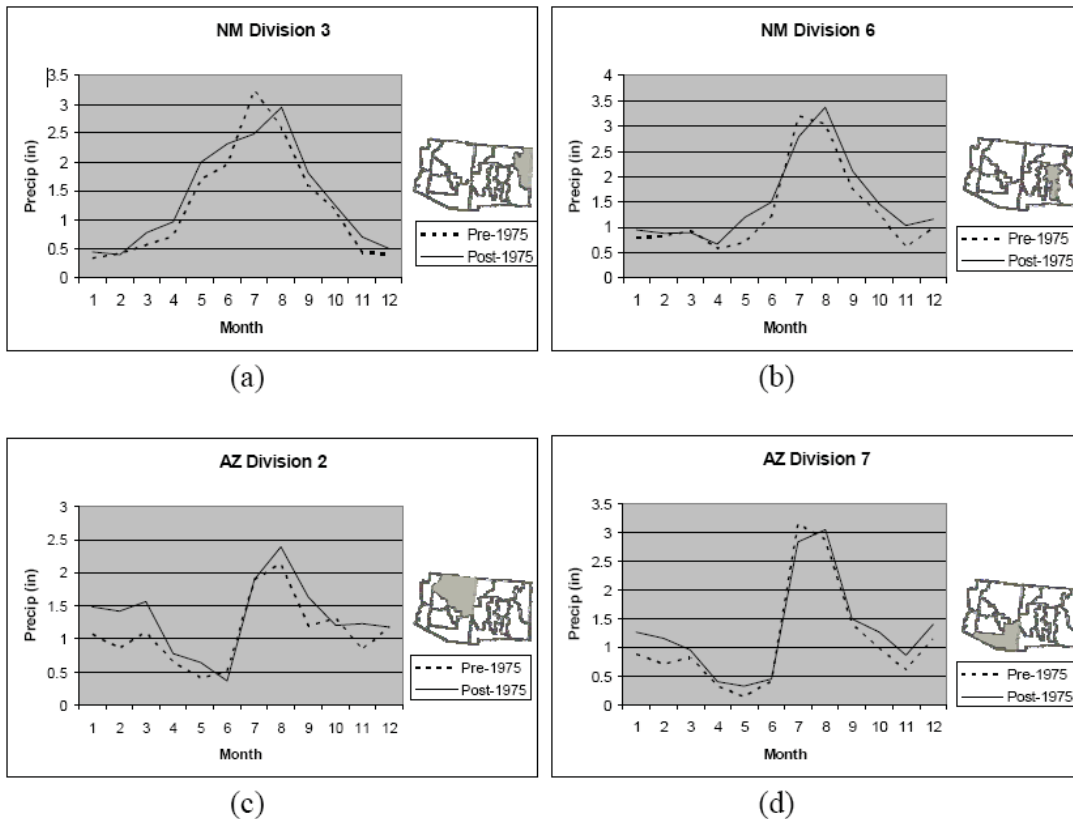 NM Division 3
3.5
3
2.5
2
1.5
1
0.5
0
Precip (in)
1 2 3 4 5 6 7 8 9 10 11 12
Month
Pre-1975
Post-1975
(a)
NM Division 6
4
3.5
3
2.5
2
1.5
1
0.5
0
Precip (in)
1 2 3 4 5 6 7 8 9 10 11 12
Month
Pre-1975
Post-1975
(b)
AZ Division 2
3
2.5
2
1.5
1
0.5
0
Precip (in)
1 2 3 4 5 6 7 8 9 10 11 12
Month
Pre-1975
Post-1975
(c)
AZ Division 7
3.5
3
2.5
2
1.5
1
0.5
0
Precip (in)
1 2 3 4 5 6 7 8 9 10 11 12
Month
Pre-1975
Post-1975
(d)